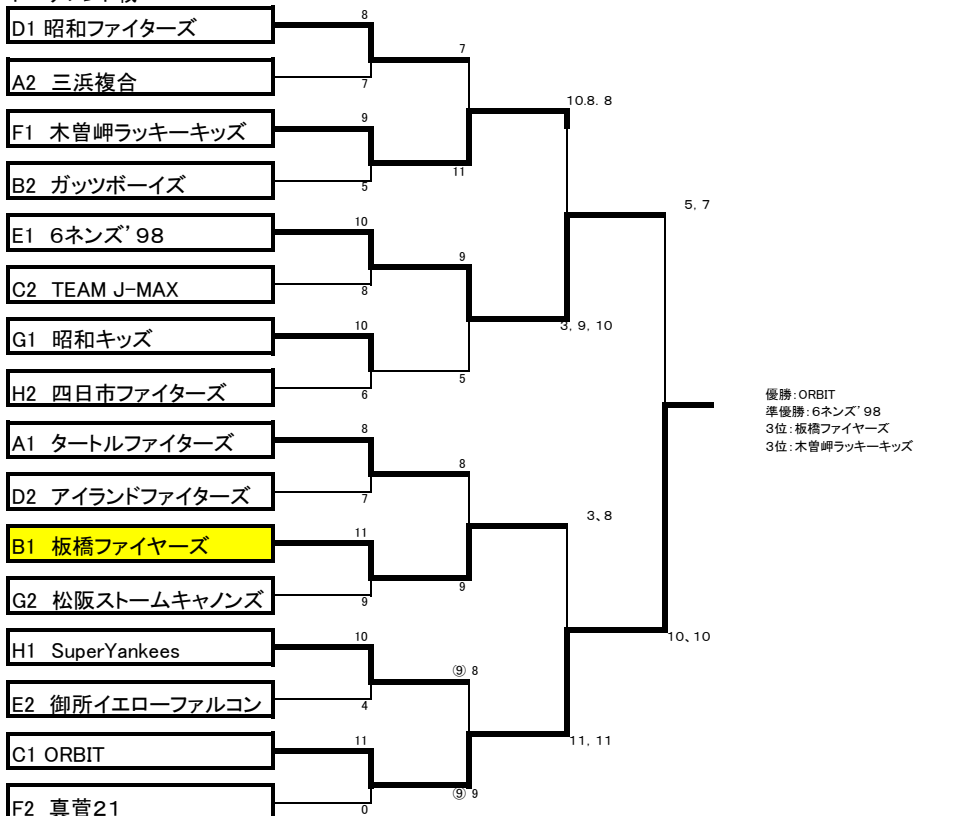 D1 昭和ファイターズ
8
7
A2 三浜複合
7
10.8. 8
F1 木曽岬ラッキーキッズ
9
11
B2 ガッツボーイズ
5
5, 7
E1 6ネンズ’98
10
9
C2 TEAM J-MAX
8
3, 9, 10
G1 昭和キッズ
10
5
H2 四日市ファイターズ
6
優勝:ORBIT
準優勝:6ネンズ’98
3位:板橋ファイヤーズ
3位:木曽岬ラッキーキッズ
A1 タートルファイターズ
8
8
D2 アイランドファイターズ
7
3、8
B1 板橋ファイヤーズ
11
9
G2 松阪ストームキャノンズ
9
10、10
H1 SuperYankees
10
⑨ 8
E2 御所イエローファルコン
4
11, 11
C1 ORBIT
11
⑨ 9
F2 真菅21
0